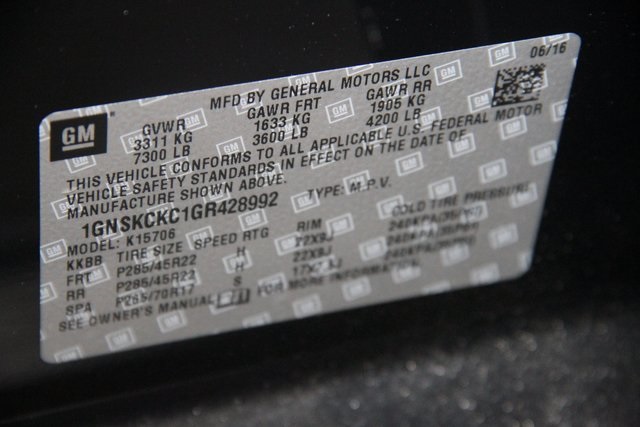 06/16
GM
MFD BY GENERAL MOTORS LLC
GVWR GAWR FRT GAWR RR
3311 KG 1633 KG 1905 KG
7300 LB 3600 LB 4200 LB
THIS VEHICLE CONFORMS TO ALL APPLICABLE U.S. FEDERAL MOTOR
VEHICLE SAFETY STANDARDS IN EFFECT ON THE DATE OF
MANUFACTURE SHOWN ABOVE.
1GNSKCKC1GR428992 TYPE: M.P.V.
MODEL: K15706
KKBB TIRE SIZE SPEED RTG RIM COLD TIRE PRESSURE
FRT P285/45R22 H 22X9J
RR P285/45R22 H 22X9J
SPA P265/70R17 S
SEE OWNER'S MANUAL FOR MORE INFORMATION